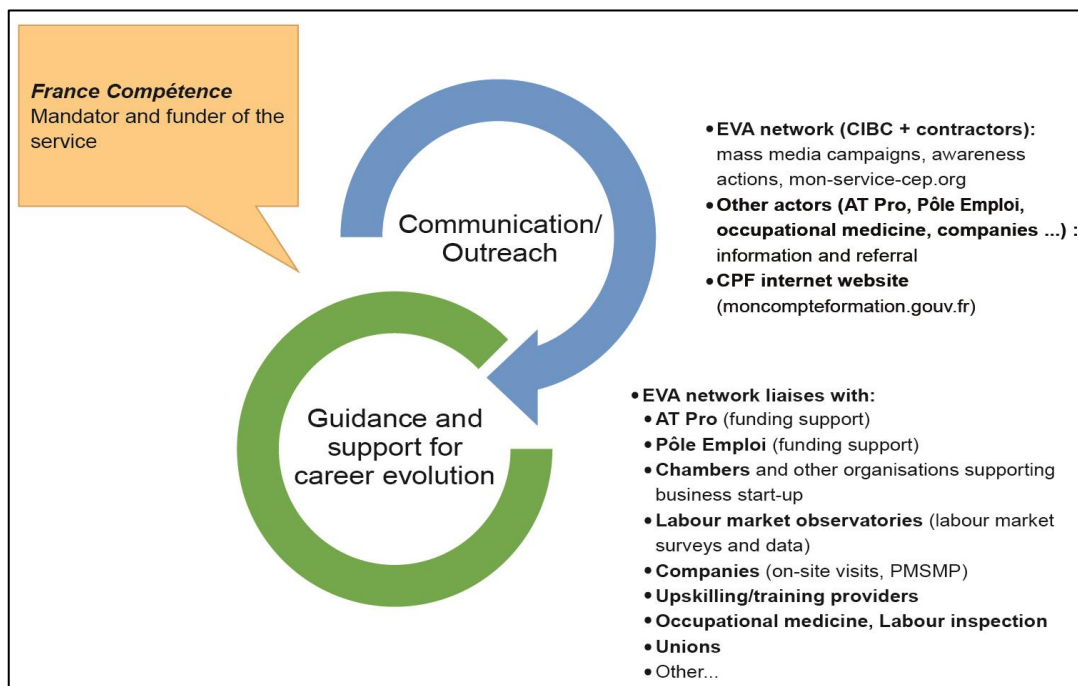 France Compétence
Mandator and funder of the
service
Communication/
Outreach
• EVA network (CIBC + contractors):
mass media campaigns, awareness
actions, mon-service-cep.org
• Other actors (AT Pro, Pôle Emploi,
occupational medicine, companies ...) :
information and referral
• CPF internet website
(moncompteformation.gouv.fr)
Guidance and
support for
career evolution
• EVA network liaises with:
• AT Pro (funding support)
• Pôle Emploi (funding support)
• Chambers and other organisations supporting
business start-up
• Labour market observatories (labour market
surveys and data)
• Companies (on-site visits, PMSMP)
• Upskilling/training providers
• Occupational medicine, Labour inspection
• Unions
• Other...